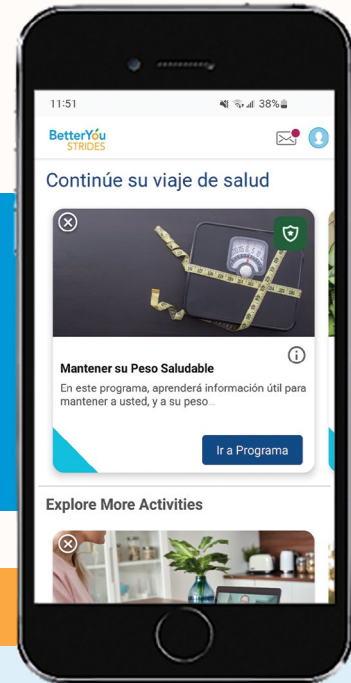 11:51 38%
BetterYóu
STRIDES
Continúe su viaje de salud
Mantener su Peso Saludable
En este programa, aprenderá información útil para
mantener a usted, y a su peso...
Ir a Programa
Explore More Activities